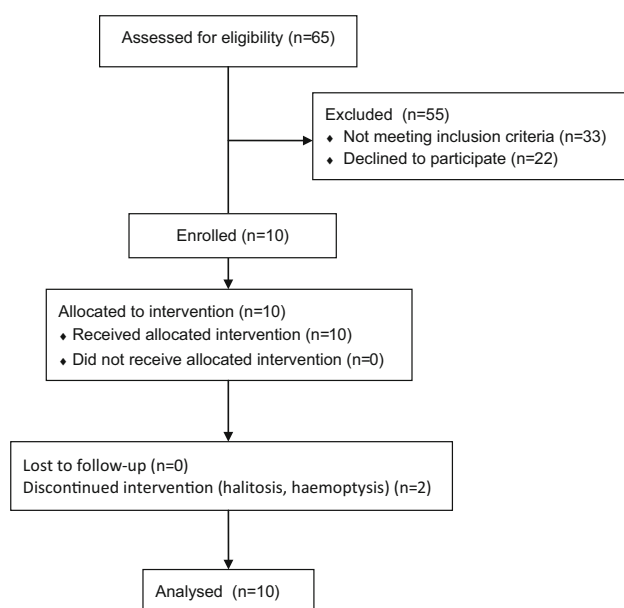 Assessed for eligibility (n=65)
Excluded (n=55)
♦ Not meeting inclusion criteria (n=33)
♦ Declined to participate (n=22)
Enrolled (n=10)
Allocated to intervention (n=10)
♦ Received allocated intervention (n=10)
♦ Did not receive allocated intervention (n=0)
Lost to follow-up (n=0)
Discontinued intervention (halitosis, haemoptysis) (n=2)
Analysed (n=10)